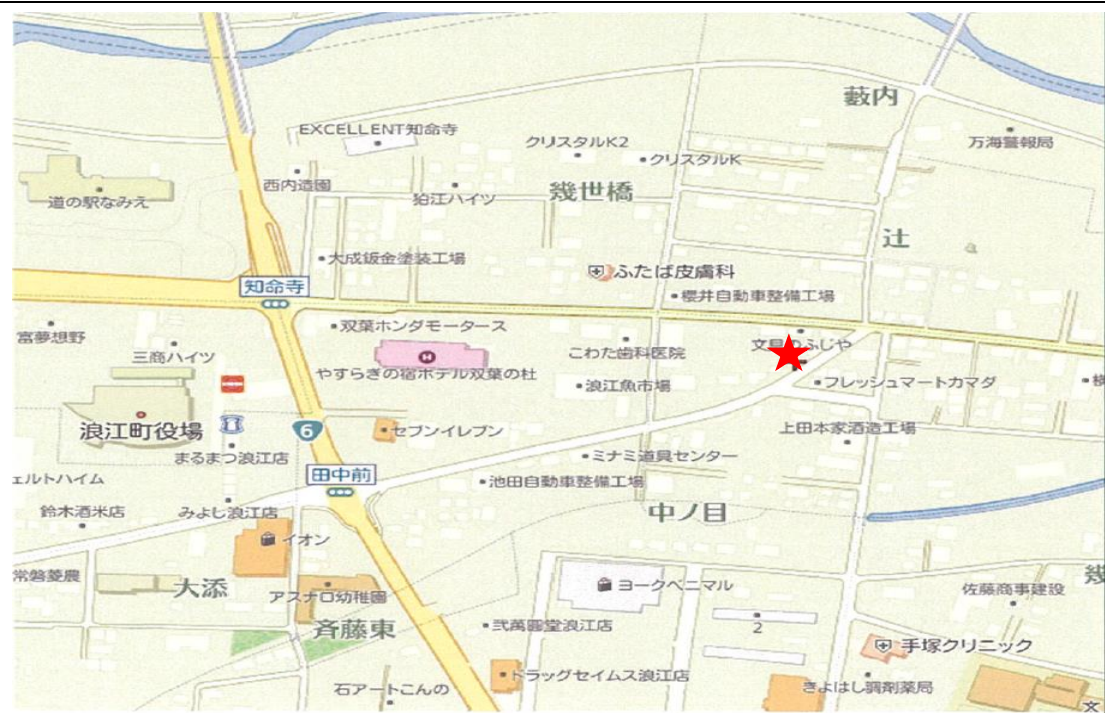 藪内
EXCELLENT知命寺
クリスタルK2
万海警報局
クリスタルK
西内造園
狛江ハイツ
幾世橋
道の駅なみえ
辻
大成鈑金塗装工場
ふたば皮膚科
知命寺
櫻井自動車整備工場
双葉ホンダモータース
富夢想野
三商ハイツ
こわた歯科医院
やすらぎの宿ホテル双葉の杜
浪江魚市場
フレッシュマートカマダ
浪江町役場
6
セブンイレブン
上田本家酒造工場
まるまつ浪江店
ミナミ道具センター
田中前
ェルトハイム
池田自動車整備工場
鈴木酒米店
みよし浪江店
中ノ目
イオン
常磐菱農
大添
アスナロ幼稚園
ヨークベニマル
幾
佐藤商事建設
斉藤東
弐萬圓堂浪江店
2
手塚クリニック
ドラッグセイムス浪江店
石アートこんの
きよはし調剤薬局
文